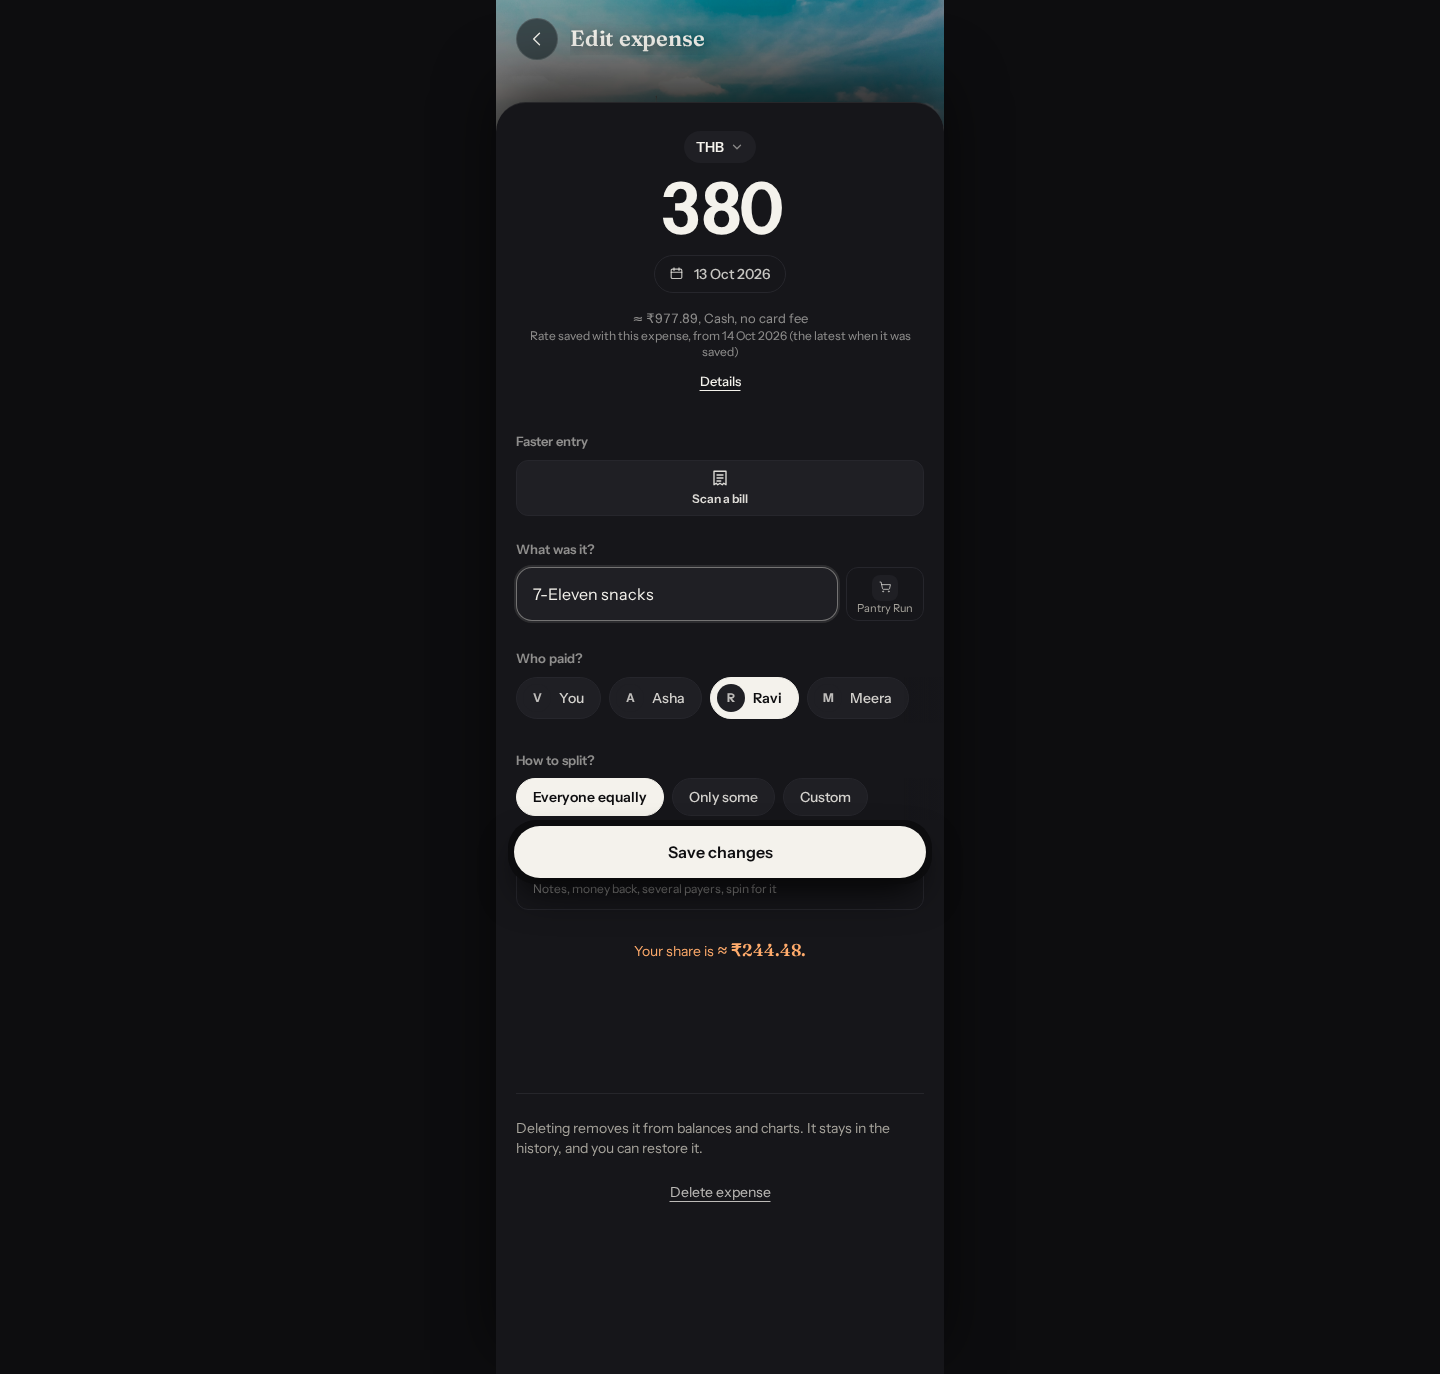 Edit expense
THB
380
13 Oct 2026
≈ ₹977.89, Cash, no card fee
Rate saved with this expense, from 14 Oct 2026 (the latest when it was
saved)
Details
Faster entry
Scan a bill
What was it?
7-Eleven snacks
Pantry Run
Who paid?
V You A Asha R Ravi M Meera
How to split?
Everyone equally Only some Custom
Save changes
Notes, money back, several payers, spin for it
Your share is ≈ ₹244.48.
Deleting removes it from balances and charts. It stays in the
history, and you can restore it.
Delete expense